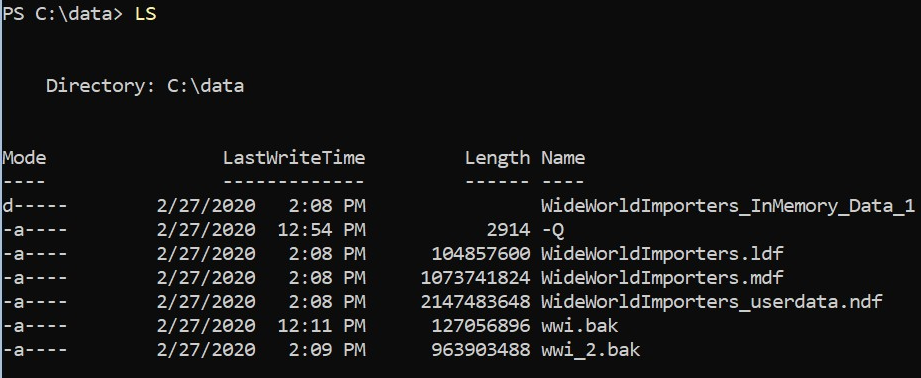 PS C:\data> LS
Directory: C:\data
Mode                LastWriteTime         Length Name
----                -------------         ------ ----
d-----        2/27/2020   2:08 PM                WideWorldImporters_InMemory_Data_1
-a----        2/27/2020  12:54 PM           2914 -Q
-a----        2/27/2020   2:08 PM      104857600 WideWorldImporters.ldf
-a----        2/27/2020   2:08 PM     1073741824 WideWorldImporters.mdf
-a----        2/27/2020   2:08 PM     2147483648 WideWorldImporters_userdata.ndf
-a----        2/27/2020  12:11 PM      127056896 wwi.bak
-a----        2/27/2020   2:09 PM      963903488 wwi_2.bak